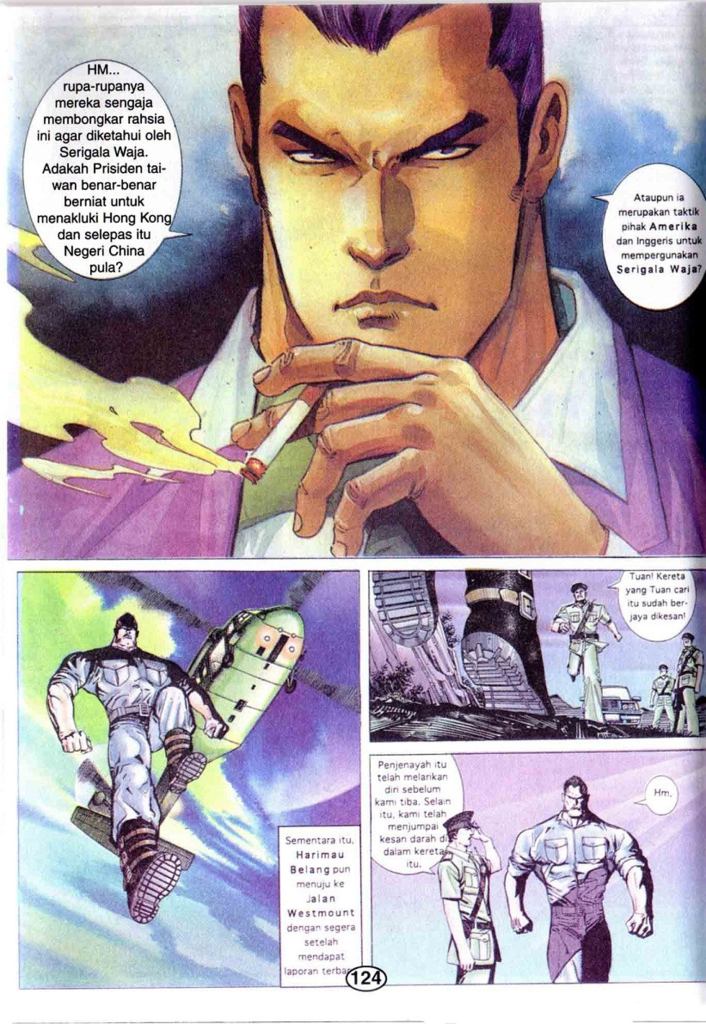 HM...
rupa-rupanya
mereka sengaja
membongkar rahsia
ini agar diketahui oleh
Serigala Waja.
Adakah Prisiden tai-
wan benar-benar
berniat untuk
menakluki Hong Kong
dan selepas itu
Negeri China
pula?
Ataupun ia
merupakan taktik
pihak Amerika
dan Inggeris untuk
mempergunakan
Serigala Waja?
Sementara itu,
Harimau
Belang pun
menuju ke
Jalan
Westmount
dengan segera
setelah
mendapat
laporan terba
Tuan! Kereta
yang Tuan cari
itu sudah ber-
jaya dikesan!
Penjenayah itu
telah melarikan
diri sebelum
kami tiba. Selain
itu, kami telah
menjumpai
kesan darah di
dalam kereta
itu.
Hm.
124